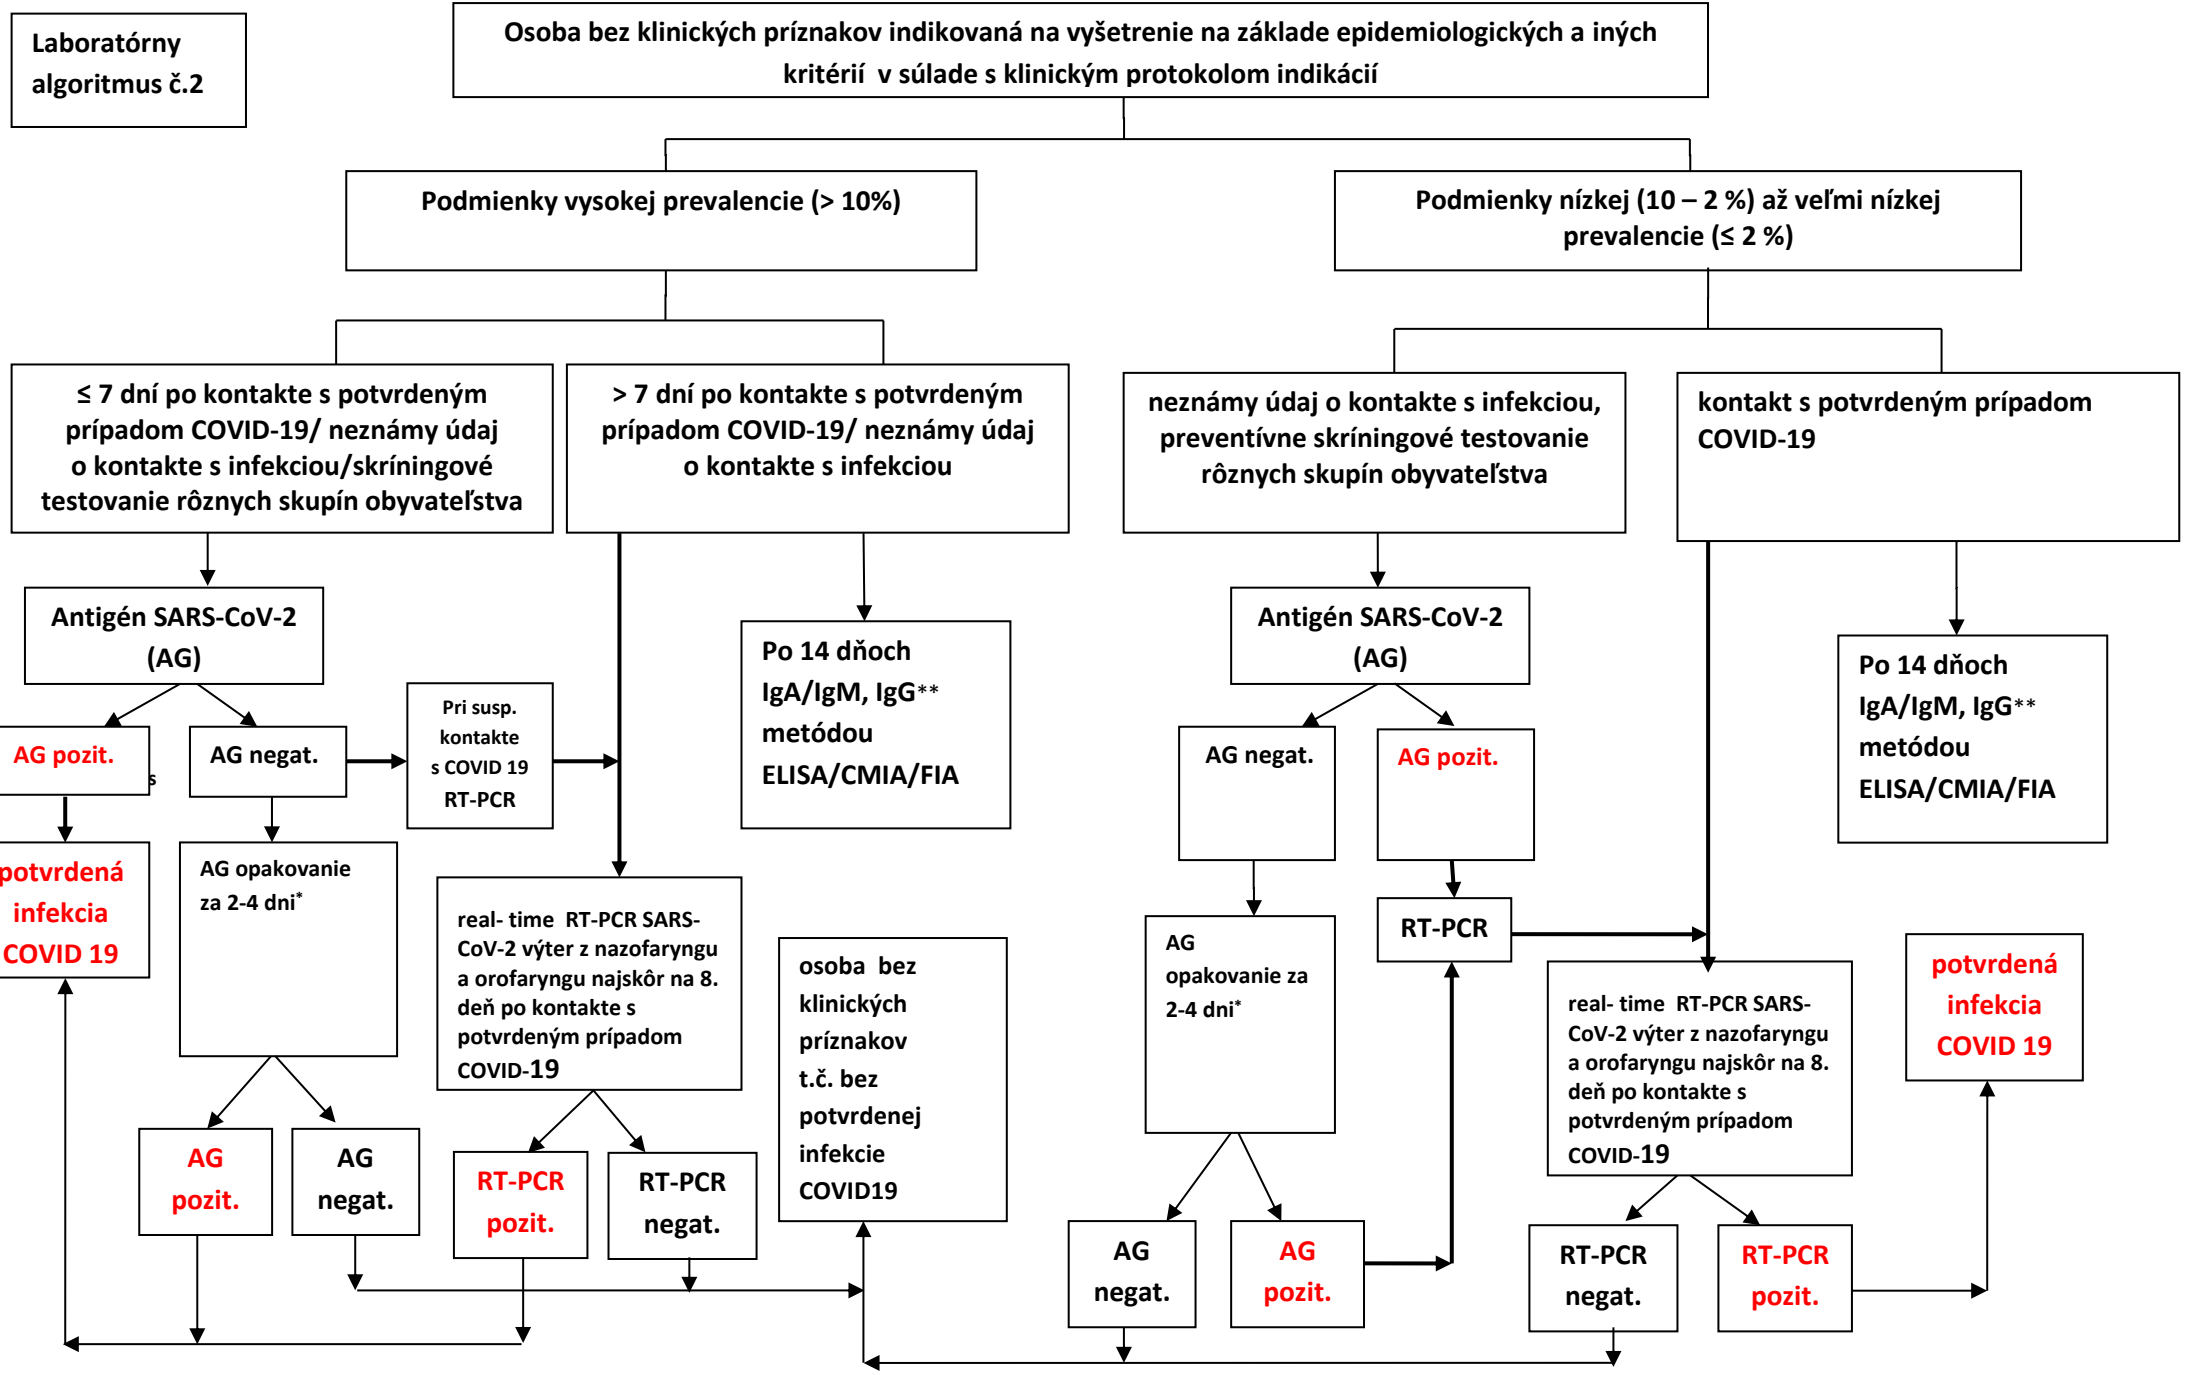 Laboratórny
algoritmus č.2
Osoba bez klinických príznakov indikovaná na vyšetrenie na základe epidemiologických a iných
kritérií v súlade s klinickým protokolom indikácií
Podmienky vysokej prevalencie (> 10%)
Podmienky nízkej (10 – 2 %) až veľmi nízkej
prevalencie (≤ 2 %)
≤ 7 dní po kontakte s potvrdeným
prípadom COVID-19/ neznámy údaj
o kontakte s infekciou/skríningové
testovanie rôznych skupín obyvateľstva
> 7 dní po kontakte s potvrdeným
prípadom COVID-19/ neznámy údaj
o kontakte s infekciou
neznámy údaj o kontakte s infekciou,
preventívne skríningové testovanie
rôznych skupín obyvateľstva
kontakt s potvrdeným prípadom
COVID-19
Antigén SARS-CoV-2
(AG)
Po 14 dňoch
IgA/IgM, IgG**
metódou
ELISA/CMIA/FIA
Antigén SARS-CoV-2
(AG)
Po 14 dňoch
IgA/IgM, IgG**
metódou
ELISA/CMIA/FIA
AG pozit.
s
AG negat.
Pri susp.
kontakte
s COVID 19
RT-PCR
AG negat.
AG pozit.
potvrdená
infekcia
COVID 19
AG opakovanie
za 2-4 dni*
real- time RT-PCR SARS-
CoV-2 výter z nazofaryngu
a orofaryngu najskôr na 8.
deň po kontakte s
potvrdeným prípadom
COVID-19
osoba bez
klinických
príznakov
t.č. bez
potvrdenej
infekcie
COVID19
AG
opakovanie za
2-4 dni*
RT-PCR
real- time RT-PCR SARS-
CoV-2 výter z nazofaryngu
a orofaryngu najskôr na 8.
deň po kontakte s
potvrdeným prípadom
COVID-19
potvrdená
infekcia
COVID 19
AG
pozit.
AG
negat.
RT-PCR
pozit.
RT-PCR
negat.
AG
negat.
AG
pozit.
RT-PCR
negat.
RT-PCR
pozit.